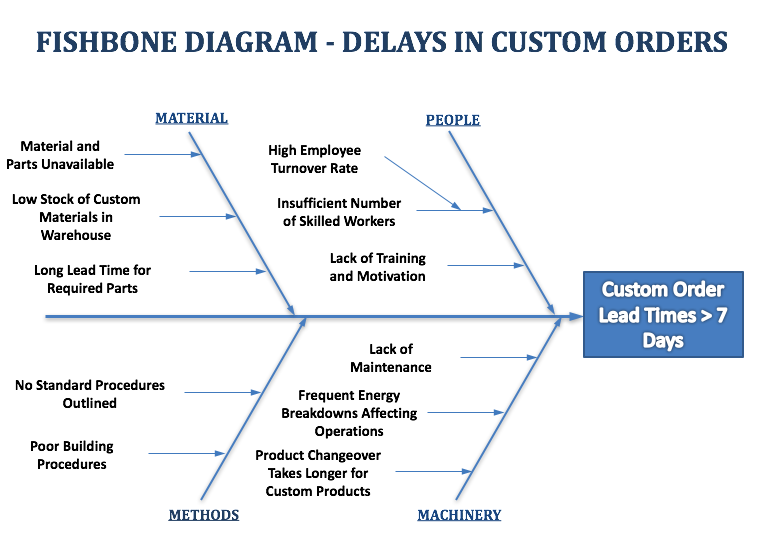 FISHBONE DIAGRAM - DELAYS IN CUSTOM ORDERS
MATERIAL
PEOPLE
Material and
Parts Unavailable
Low Stock of Custom
Materials in
Warehouse
Long Lead Time for
Required Parts
High Employee
Turnover Rate
Insufficient Number
of Skilled Workers
Lack of Training
and Motivation
Custom Order
Lead Times > 7
Days
No Standard Procedures
Outlined
Poor Building
Procedures
Lack of
Maintenance
Frequent Energy
Breakdowns Affecting
Operations
Product Changeover
Takes Longer for
Custom Products
METHODS
MACHINERY